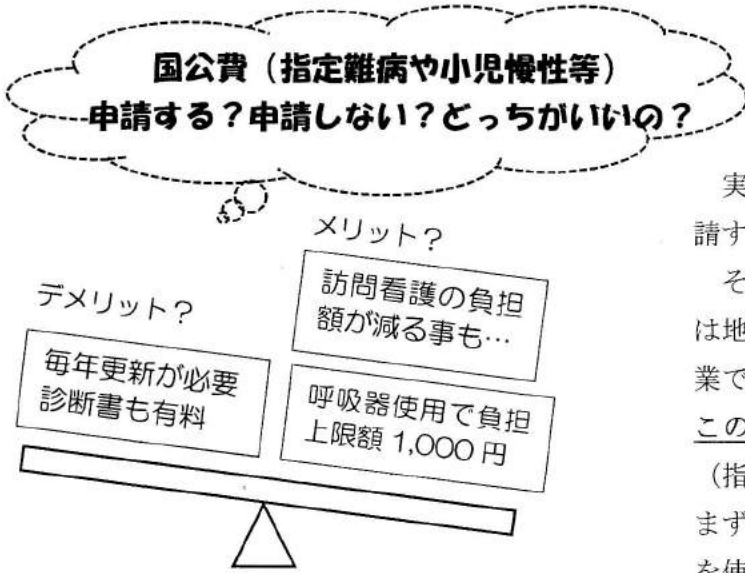 国公費（指定難病や小児慢性等）
申請する？申請しない？どっちがいいの？
メリット？
訪問看護の負担
額が減る事も…
呼吸器使用で負担
上限額 1,000 円
デメリット？
毎年更新が必要
診断書も有料
実
請す
そ
は地
業で
この
（指
まず
を使